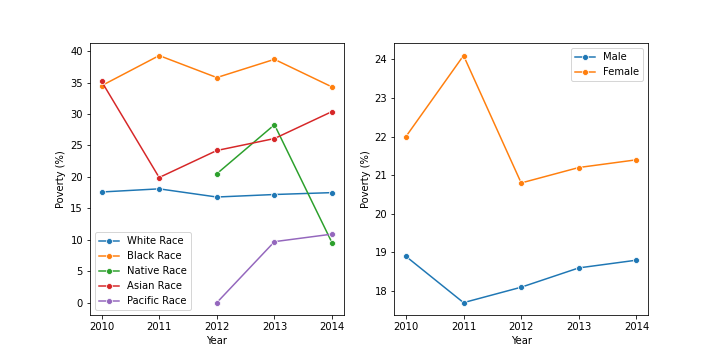 Poverty (%)
40
35
30
25
20
15
10
5
0
White Race
Black Race
Native Race
Asian Race
Pacific Race
2010 2011 2012 2013 2014
Year
Poverty (%)
24
23
22
21
20
19
18
Male
Female
2010 2011 2012 2013 2014
Year